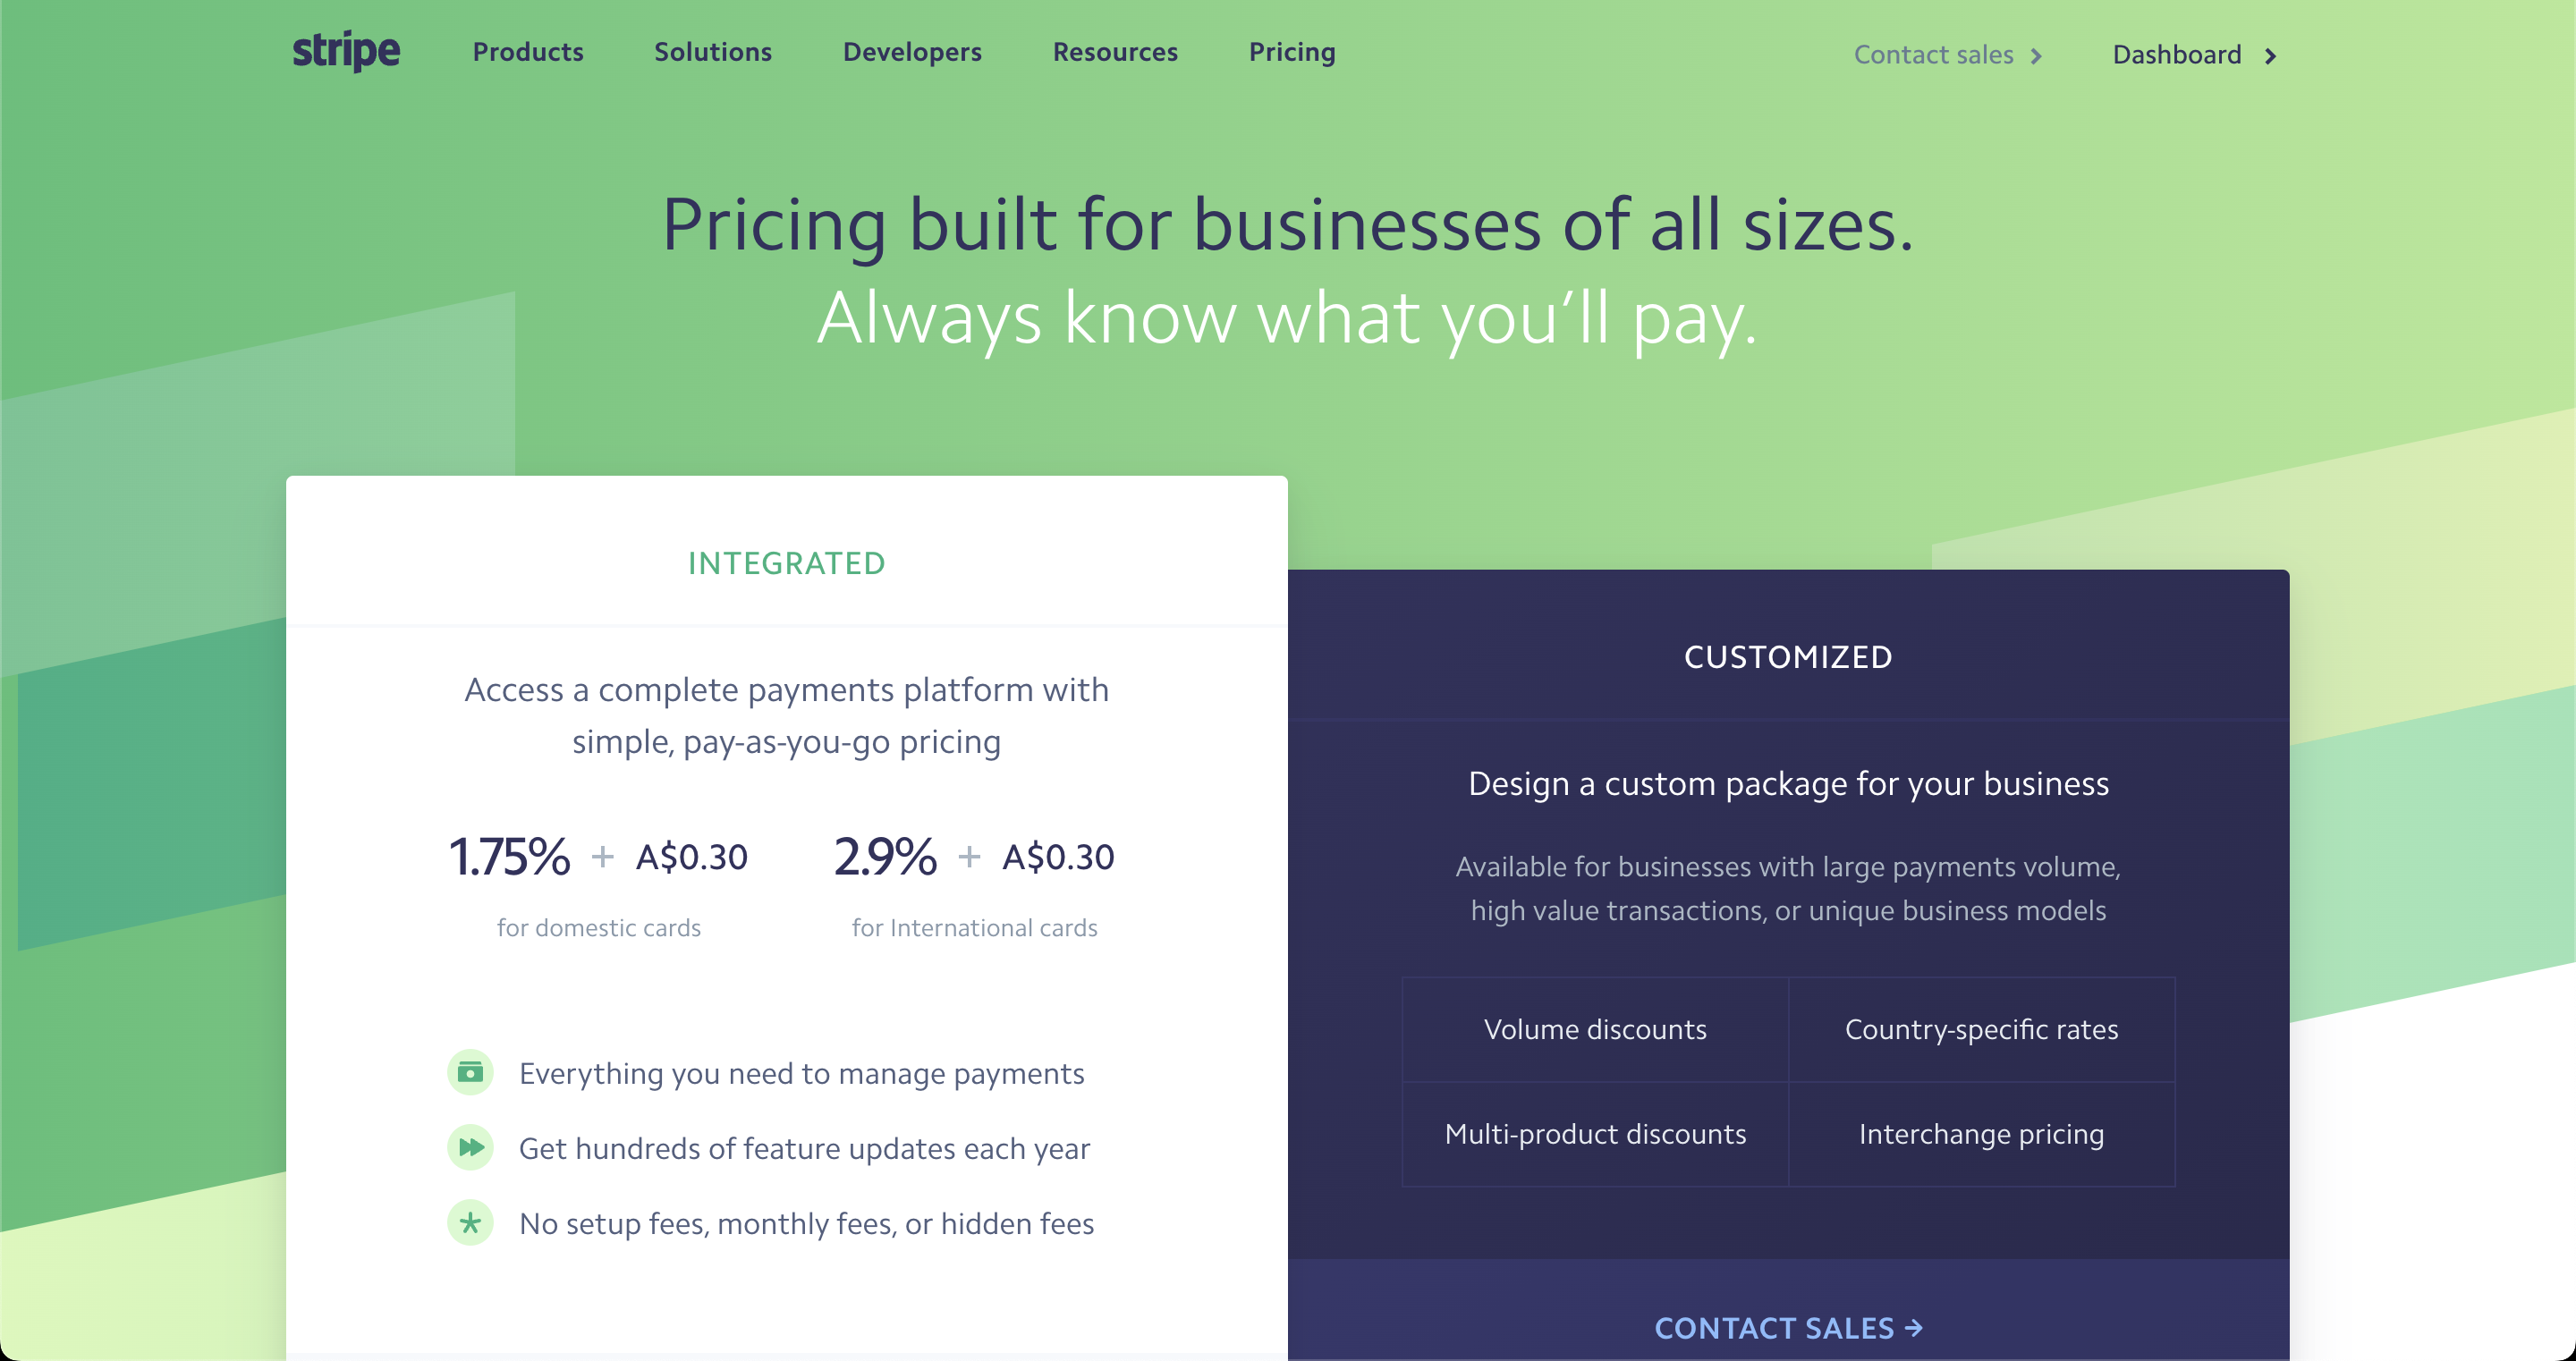 stripe
Products
Solutions
Developers
Resources
Pricing
Contact sales
Dashboard
Pricing built for businesses of all sizes.
Always know what you’ll pay.
INTEGRATED
Access a complete payments platform with
simple, pay-as-you-go pricing
1.75% + A$0.30
for domestic cards
2.9% + A$0.30
for International cards
Everything you need to manage payments
Get hundreds of feature updates each year
No setup fees, monthly fees, or hidden fees
CUSTOMIZED
Design a custom package for your business
Available for businesses with large payments volume,
high value transactions, or unique business models
Volume discounts
Country-specific rates
Multi-product discounts
Interchange pricing
CONTACT SALES →